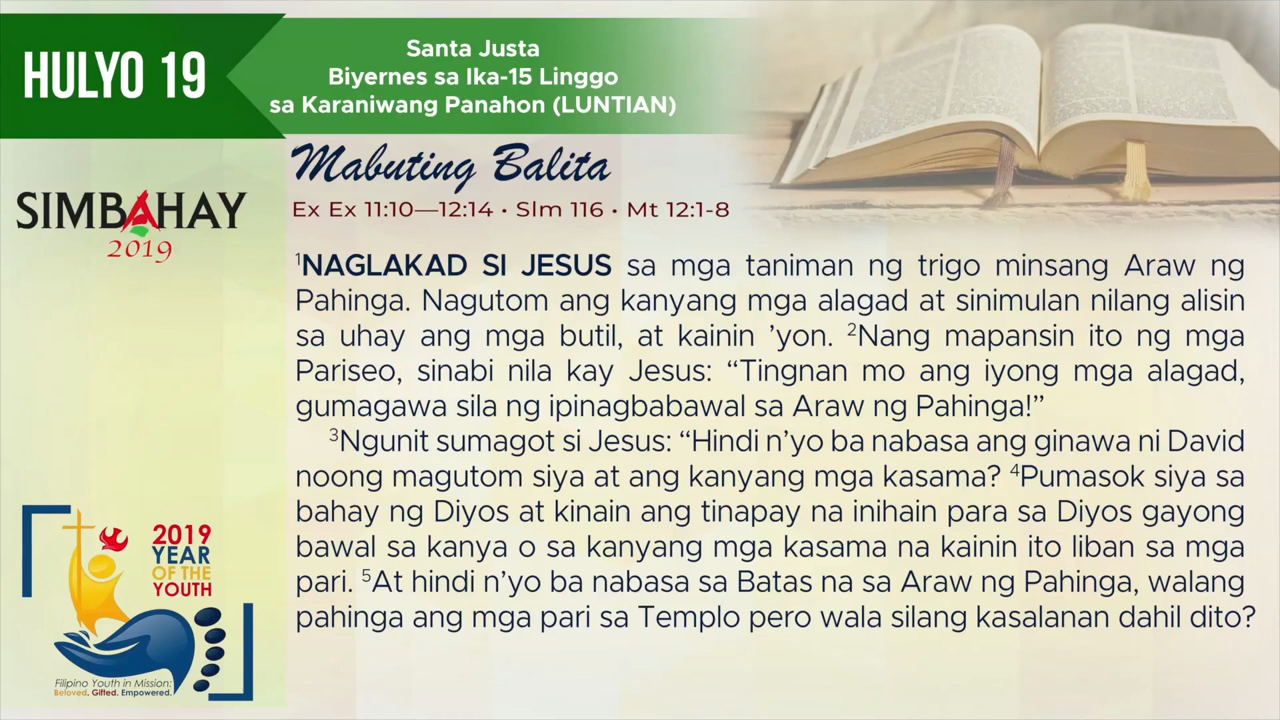 HULYO 19
Santa Justa
Biyernes sa Ika-15 Linggo
sa Karaniwang Panahon (LUNTIAN)
Mabuting Balita
Ex Ex 11:10—12:14 • Slm 116 • Mt 12:1-8
SIMBAHAY
2019
¹NAGLAKAD SI JESUS sa mga taniman ng trigo minsang Araw ng
Pahinga. Nagutom ang kanyang mga alagad at sinimulan nilang alisin
sa uhay ang mga butil, at kainin ’yon. ²Nang mapansin ito ng mga
Pariseo, sinabi nila kay Jesus: “Tingnan mo ang iyong mga alagad,
gumagawa sila ng ipinagbabawal sa Araw ng Pahinga!”
³Ngunit sumagot si Jesus: “Hindi n’yo ba nabasa ang ginawa ni David
noong magutom siya at ang kanyang mga kasama? ⁴Pumasok siya sa
bahay ng Diyos at kinain ang tinapay na inihain para sa Diyos gayong
bawal sa kanya o sa kanyang mga kasama na kainin ito liban sa mga
pari. ⁵At hindi n’yo ba nabasa sa Batas na sa Araw ng Pahinga, walang
pahinga ang mga pari sa Templo pero wala silang kasalanan dahil dito?
2019
YEAR
OF THE
YOUTH
Filipino Youth in Mission:
Beloved. Gifted. Empowered.